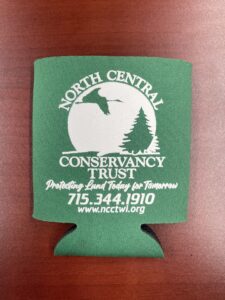 NORTH CENTRAL
CONSERVANCY
TRUST
Protecting Land Today for Tomorrow
715.344.1910
www.ncctwi.org